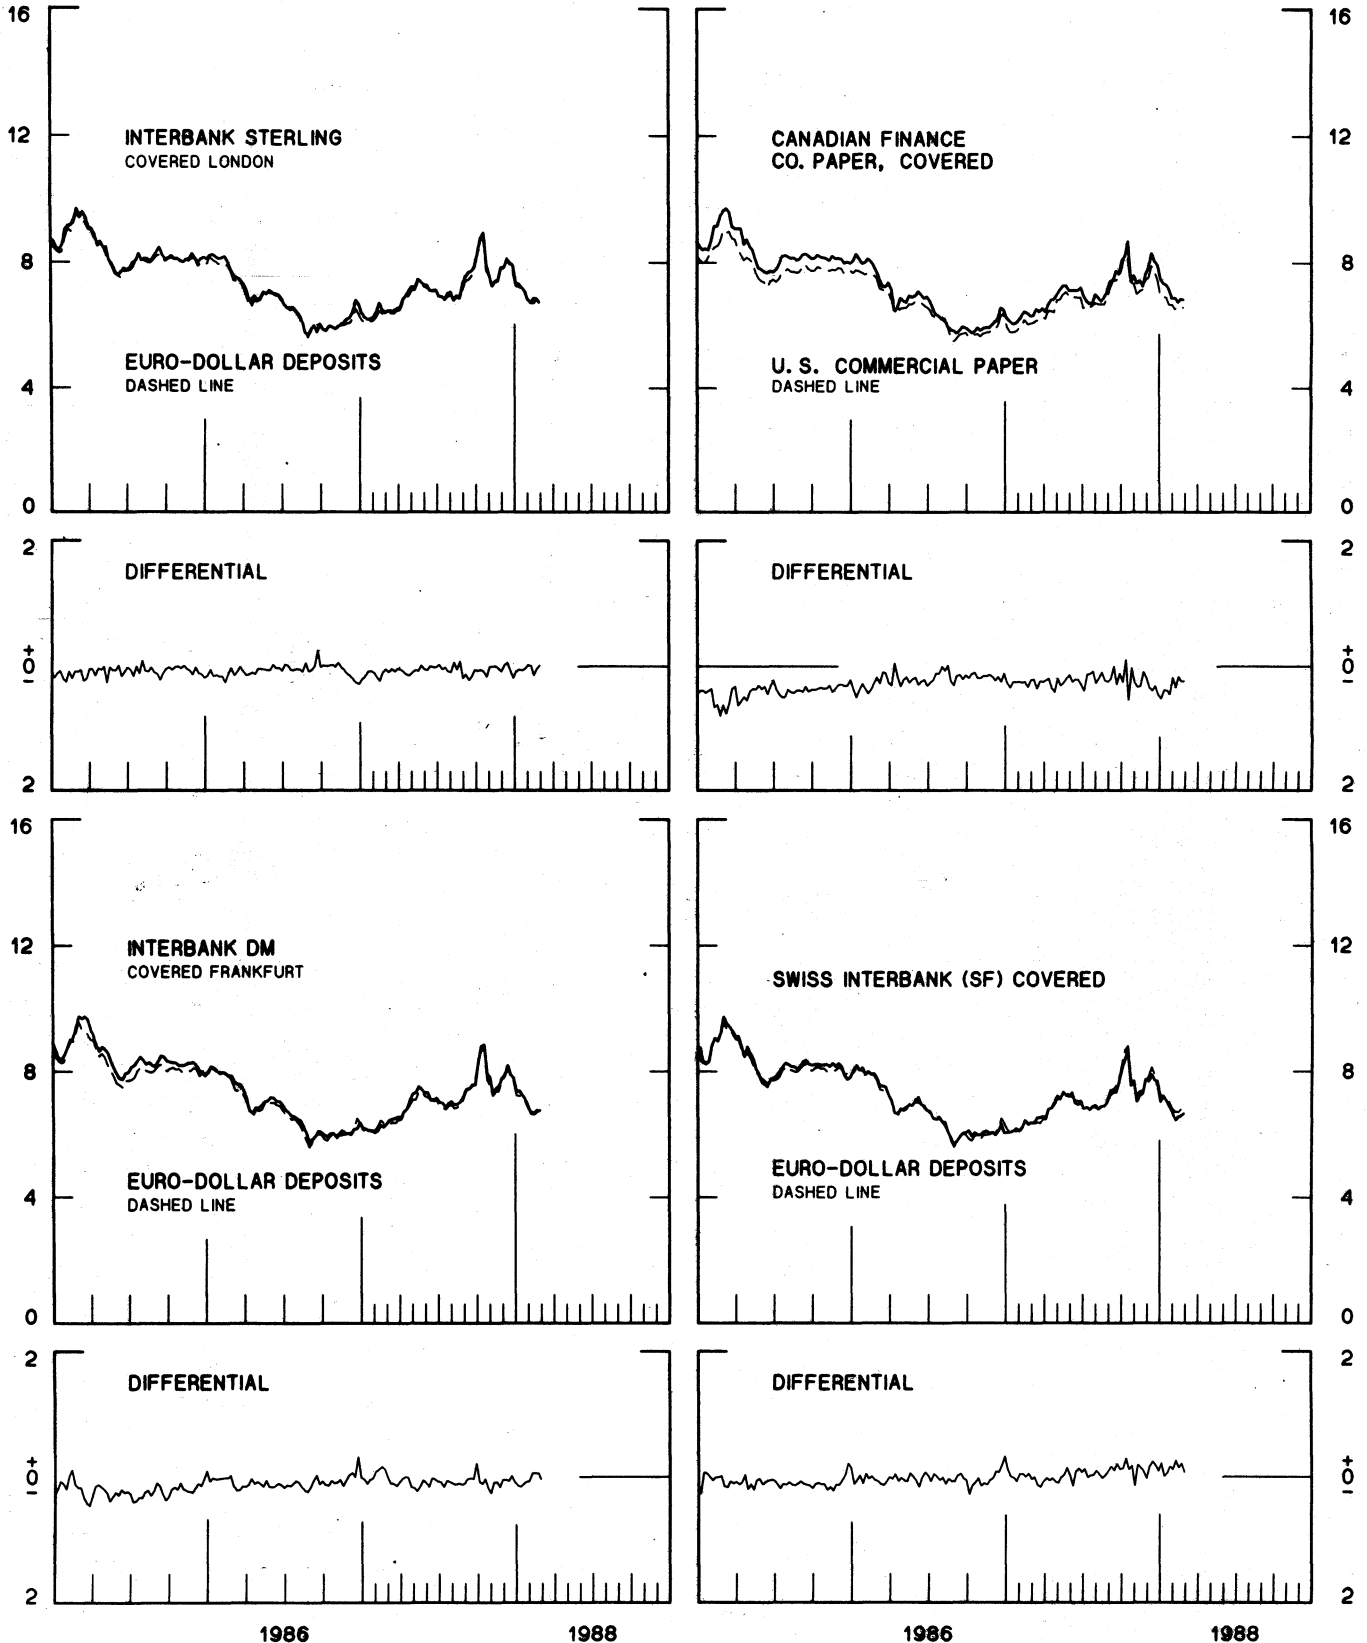 16
12
8
4
0
INTERBANK STERLING
COVERED LONDON
EURO-DOLLAR DEPOSITS
DASHED LINE
CANADIAN FINANCE
CO. PAPER, COVERED
U. S. COMMERCIAL PAPER
DASHED LINE
16
12
8
4
0
2
+
0
−
2
DIFFERENTIAL
DIFFERENTIAL
2
+
0
−
2
16
12
8
4
0
INTERBANK DM
COVERED FRANKFURT
EURO-DOLLAR DEPOSITS
DASHED LINE
SWISS INTERBANK (SF) COVERED
EURO-DOLLAR DEPOSITS
DASHED LINE
16
12
8
4
0
2
+
0
−
2
DIFFERENTIAL
DIFFERENTIAL
2
+
0
−
2
1986
1988
1986
1988